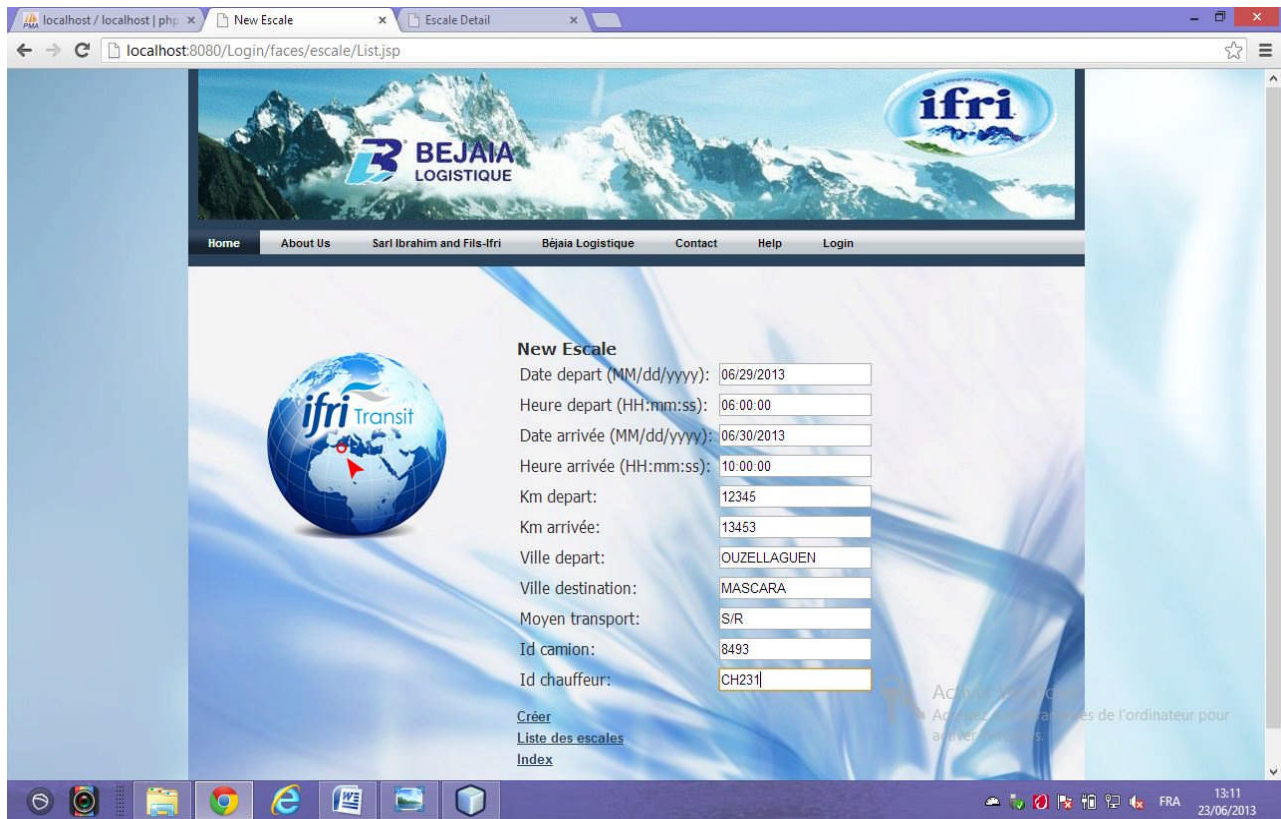 localhost / localhost | php
New Escale
Escale Detail
localhost:8080/Login/faces/escale/List.jsp
BEJAIA
LOGISTIQUE
ifri
Home About Us Sarl Ibrahim and Fils-Ifri Béjaia Logistique Contact Help Login
ifri Transit
New Escale
Date depart (MM/dd/yyyy): 06/29/2013
Heure depart (HH:mm:ss): 06:00:00
Date arrivée (MM/dd/yyyy): 06/30/2013
Heure arrivée (HH:mm:ss): 10:00:00
Km depart: 12345
Km arrivée: 13453
Ville depart: OUZELLAGUEN
Ville destination: MASCARA
Moyen transport: S/R
Id camion: 8493
Id chauffeur: CH231
Créer
Liste des escales
Index
de l'ordinateur pour
FRA
13:11
23/06/2013